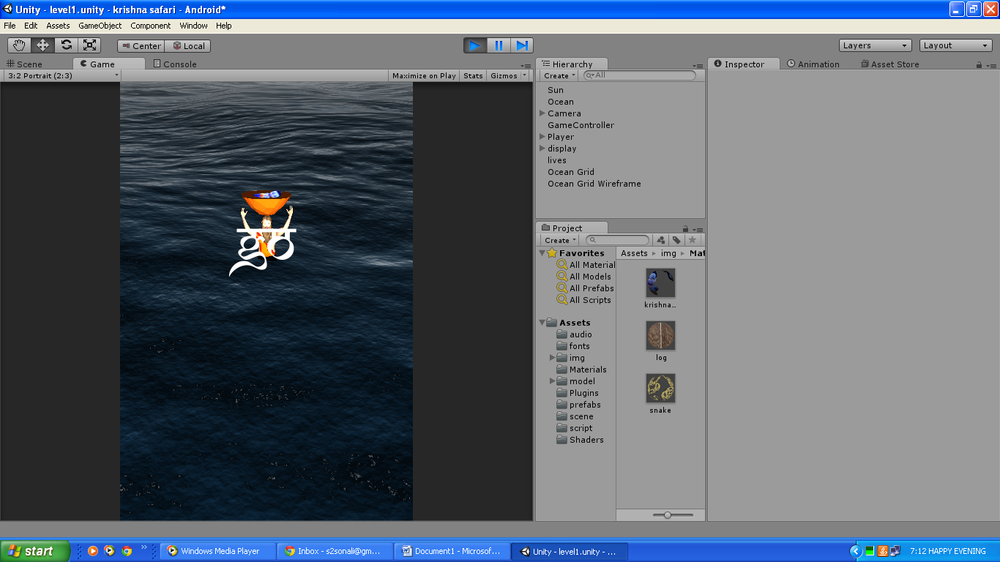 Unity - level1.unity - krishna safari - Android*
File Edit Assets GameObject Component Window Help
Center Local Layers Layout
Scene Game Console
3:2 Portrait (2:3) Maximize on Play Stats Gizmos
go
Hierarchy
Create All
Sun
Ocean
Camera
GameController
Player
display
lives
Ocean Grid
Ocean Grid Wireframe
Project
Create
Favorites
All Material
All Models
All Prefabs
All Scripts
Assets
audio
fonts
img
Materials
model
Plugins
prefabs
scene
script
Shaders
Assets img Mat
krishna...
log
snake
Inspector Animation Asset Store
start Windows Media Player Inbox - s2sonali@gm... Document1 - Microsof... Unity - level1.unity - ... 7:12 HAPPY EVENING